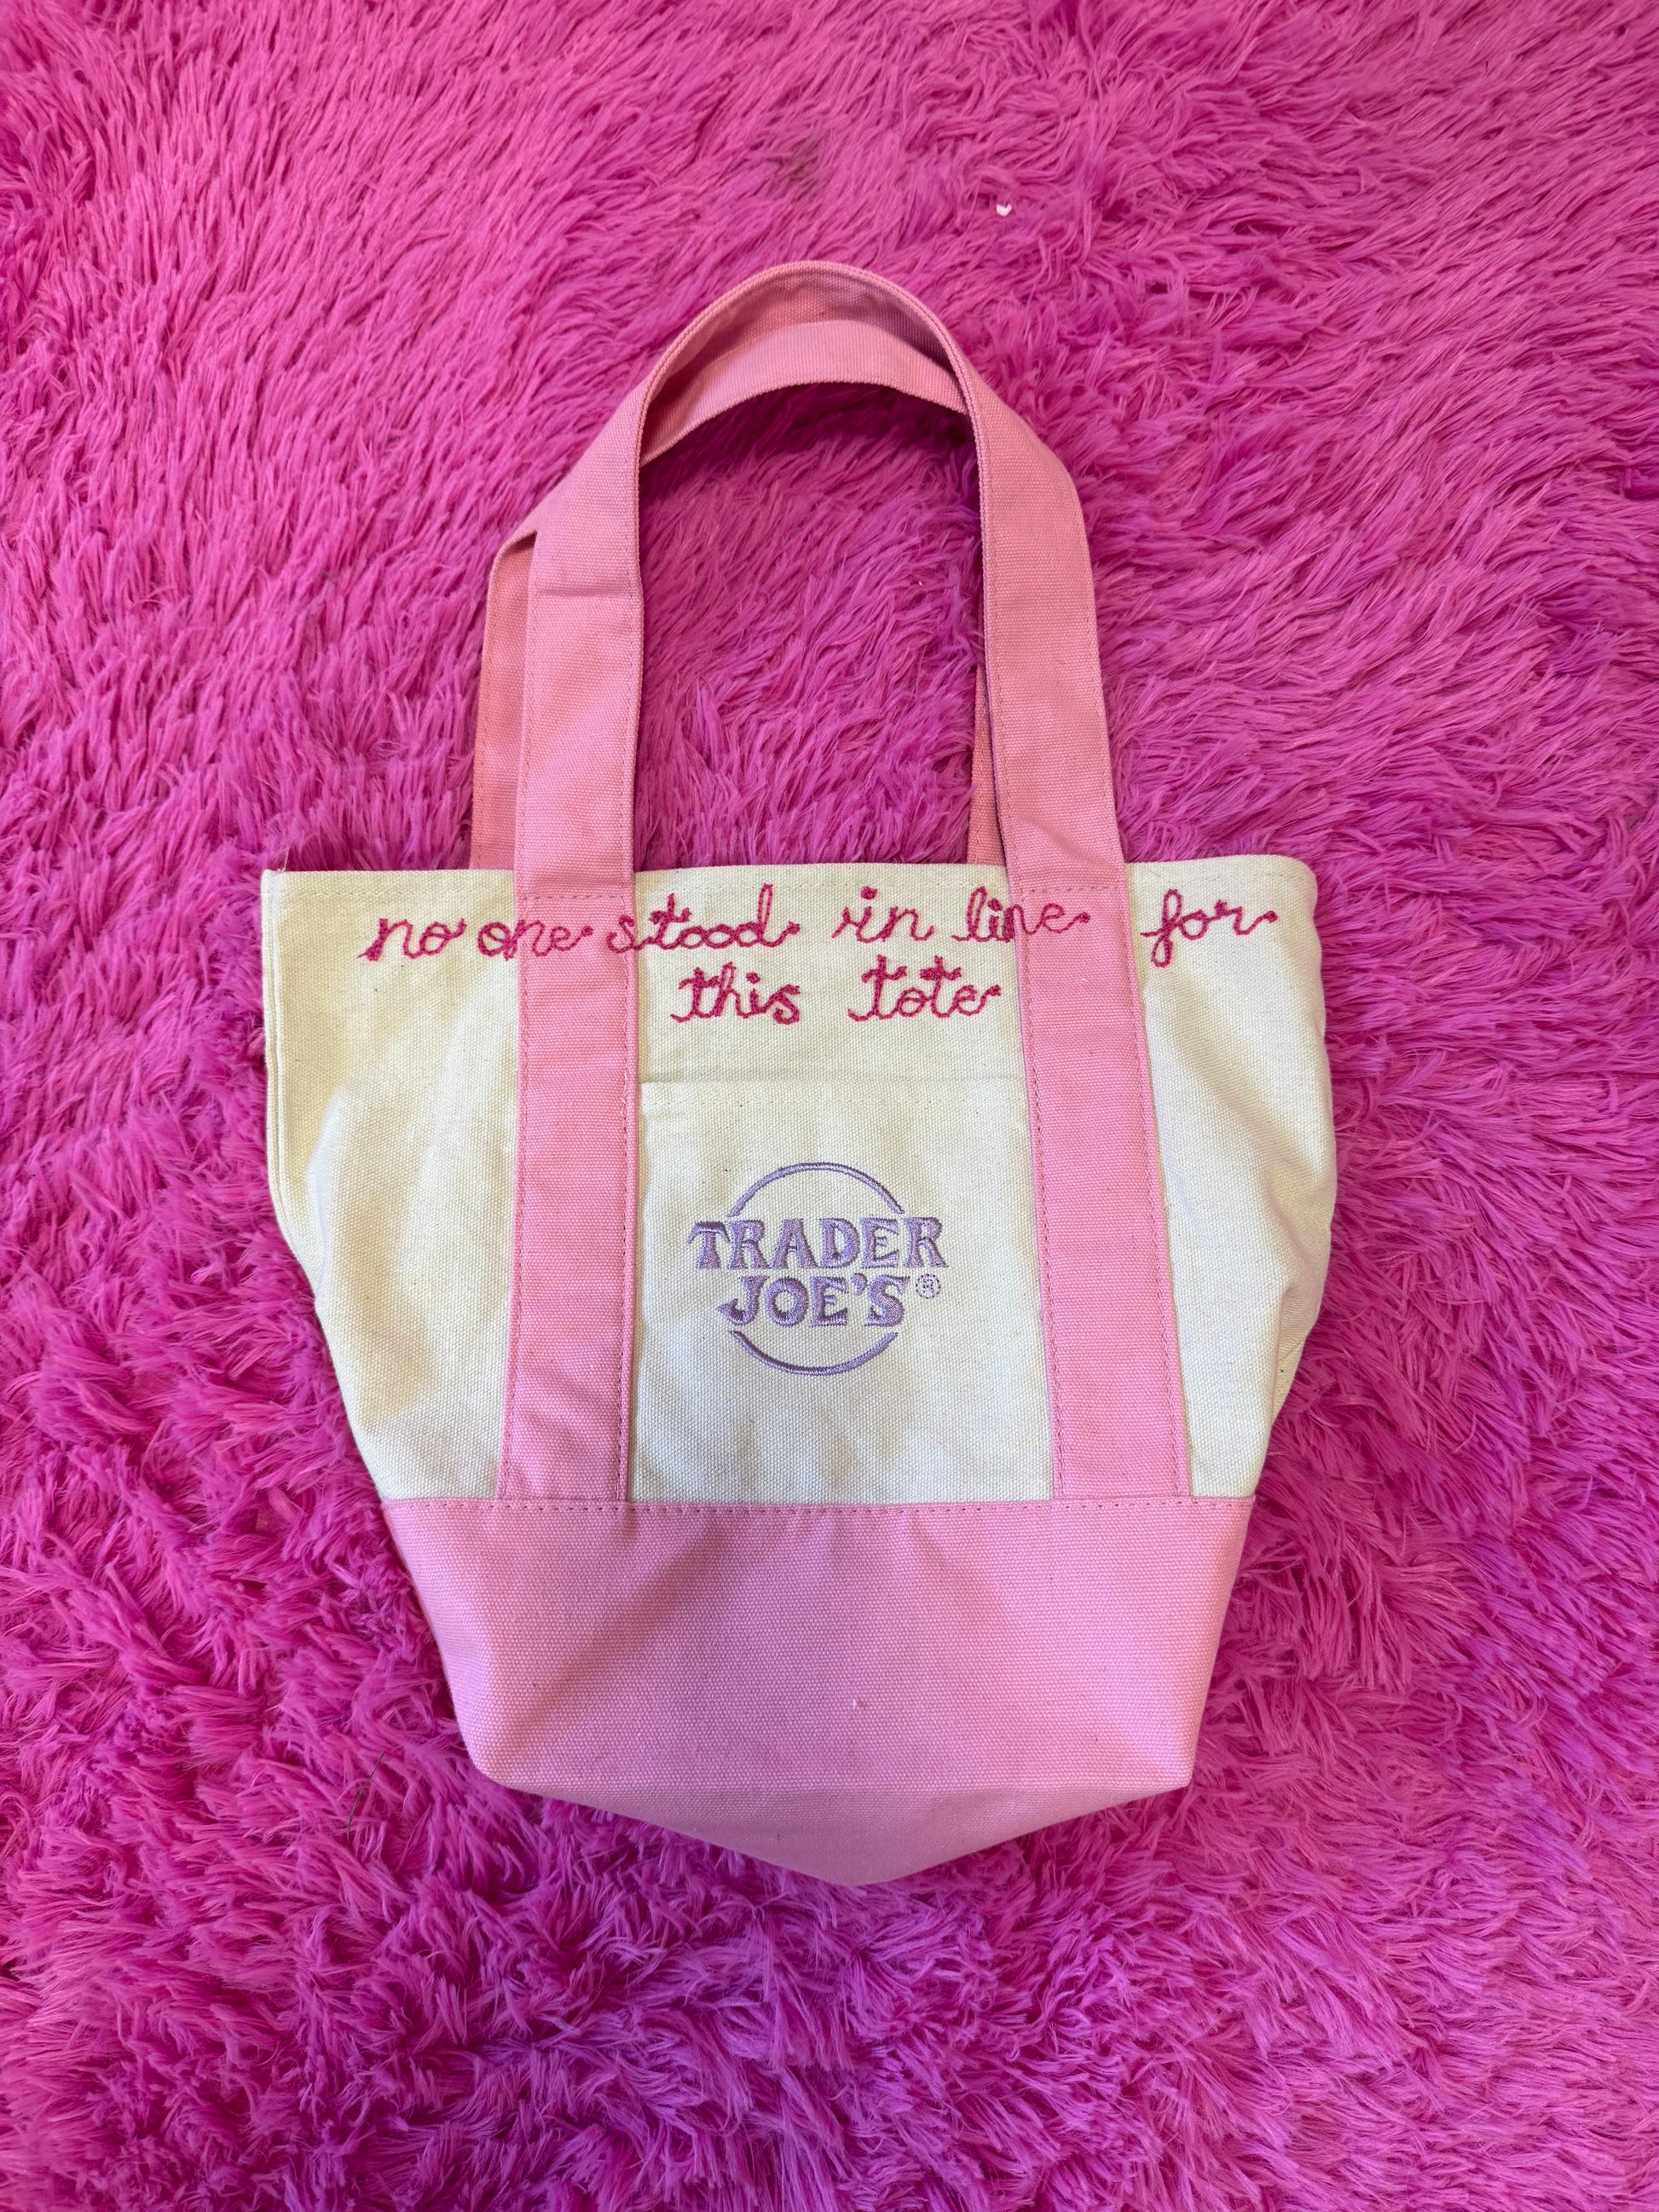 no one stood in line for
this tote
TRADER
JOE'S®